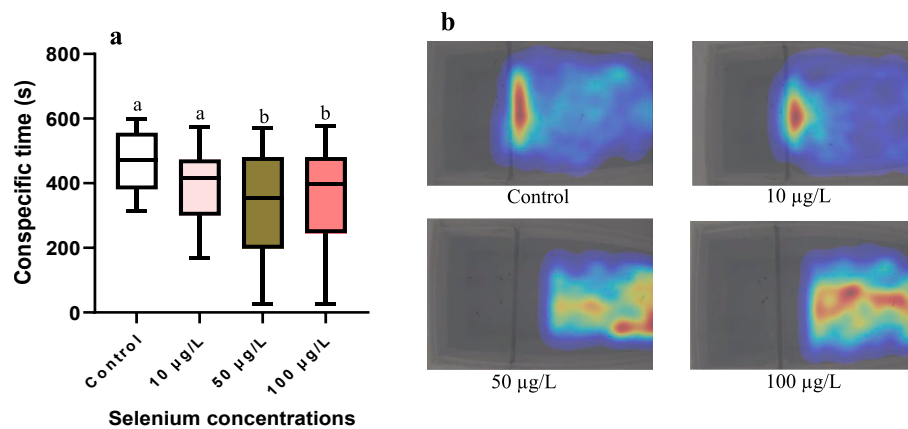 a
b
Conspecific time (s)
800
600
400
200
0
a
a
b
b
Control
10 µg/L
50 µg/L
100 µg/L
Selenium concentrations
Control
10 µg/L
50 µg/L
100 µg/L